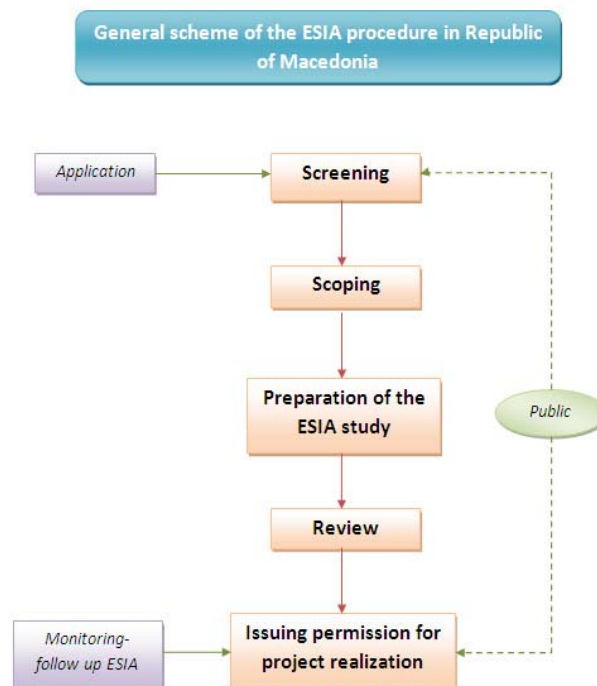 General scheme of the ESIA procedure in Republic
of Macedonia
Application
Screening
Scoping
Preparation of the
ESIA study
Public
Review
Monitoring-
follow up ESIA
Issuing permission for
project realization